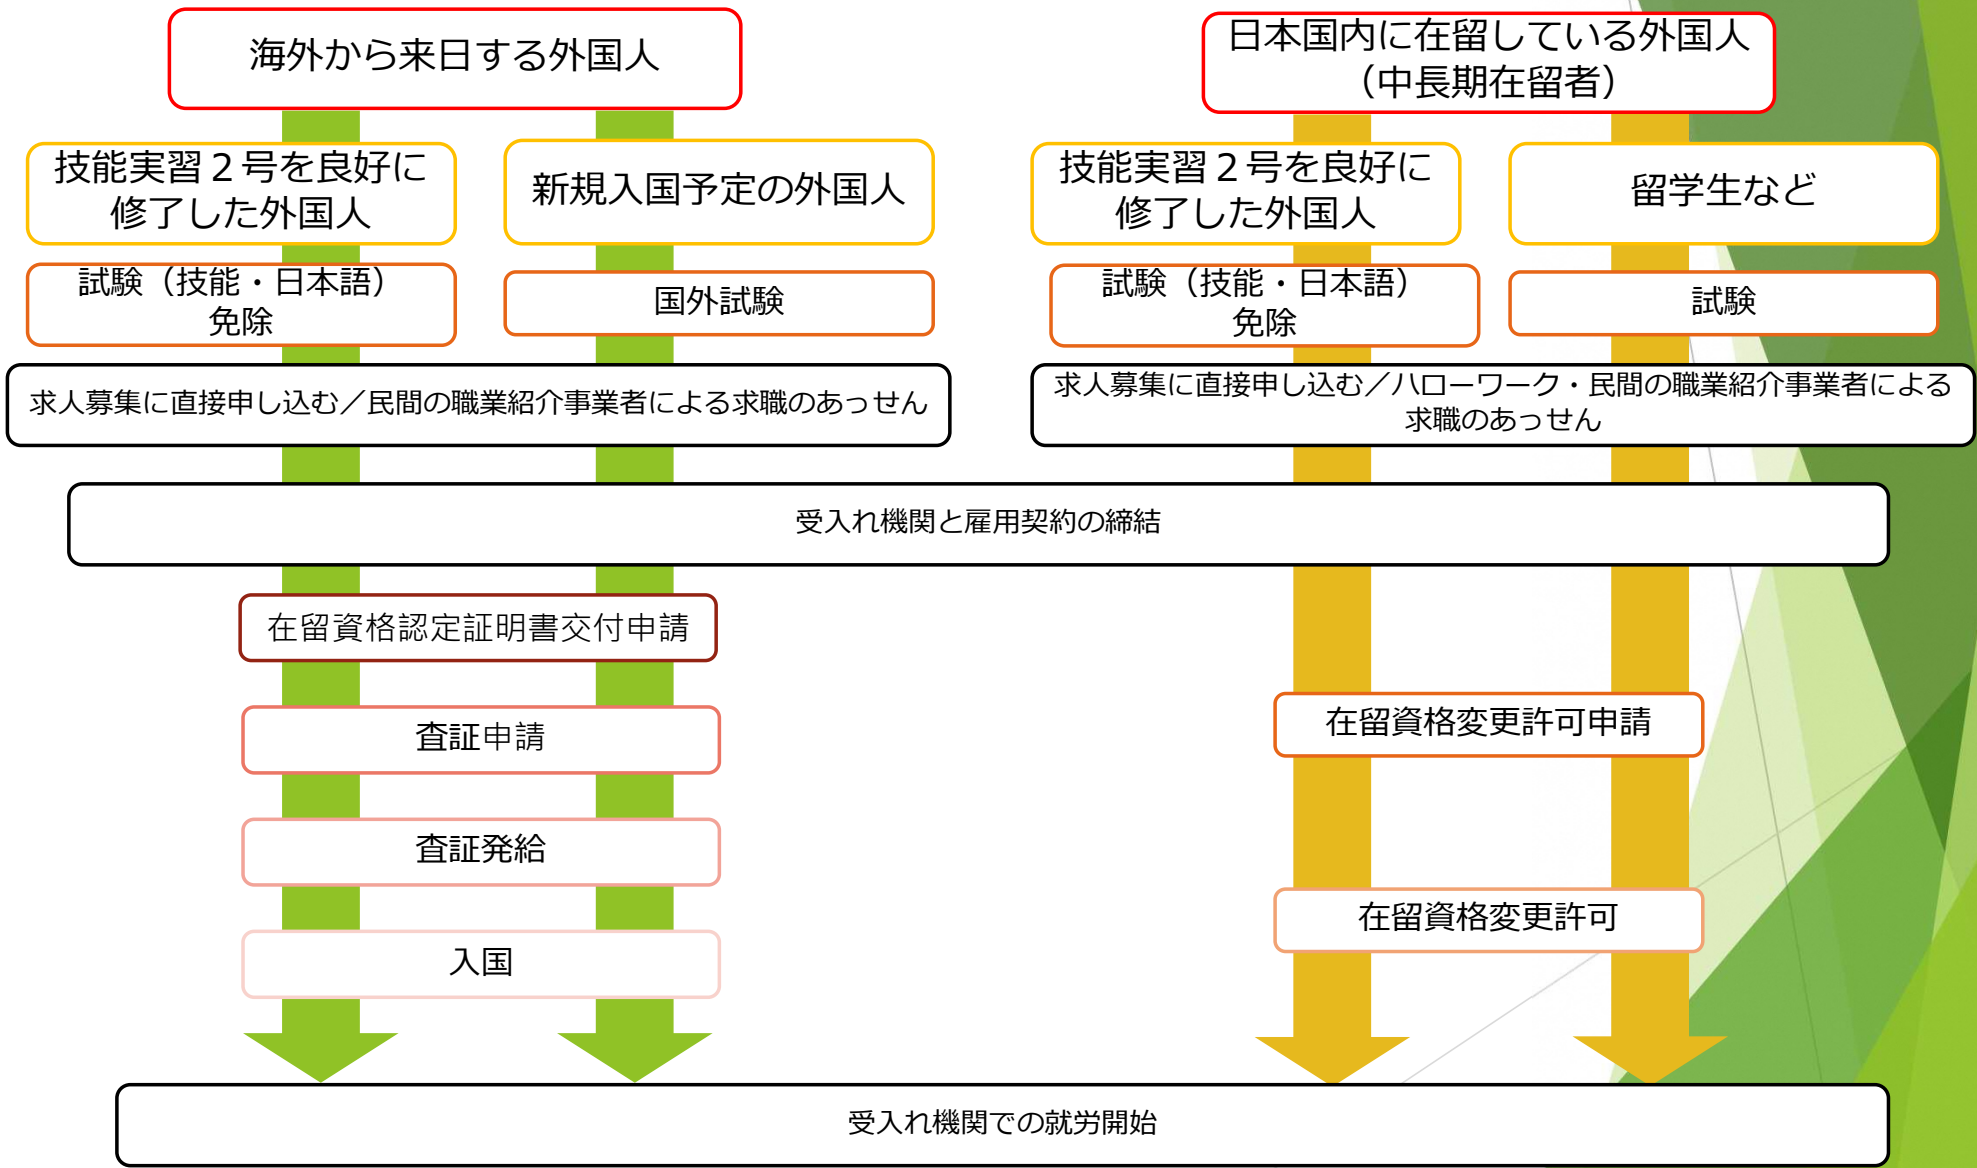 海外から来日する外国人
日本国内に在留している外国人
（中長期在留者）
技能実習２号を良好に
修了した外国人
新規入国予定の外国人
技能実習２号を良好に
修了した外国人
留学生など
試験（技能・日本語）
免除
国外試験
試験（技能・日本語）
免除
試験
求人募集に直接申し込む／民間の職業紹介事業者による求職のあっせん
求人募集に直接申し込む／ハローワーク・民間の職業紹介事業者による
求職のあっせん
受入れ機関と雇用契約の締結
在留資格認定証明書交付申請
査証申請
査証発給
入国
在留資格変更許可申請
在留資格変更許可
受入れ機関での就労開始